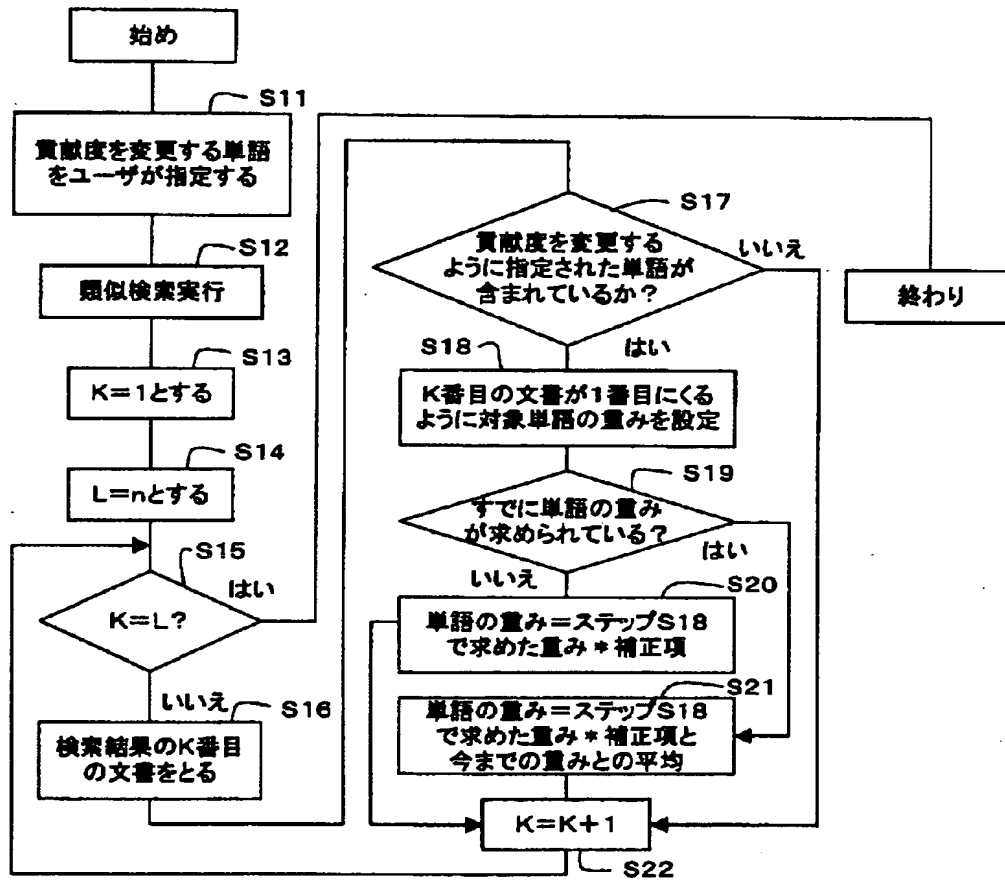 始め
S11
貢献度を変更する単語
をユーザが指定する
S12
類似検索実行
S13
K=1とする
S14
L=nとする
S15
はい
K=L?
いいえ
S16
検索結果のK番目
の文書をとる
S17
貢献度を変更する
ように指定された単語が
含まれているか？
いいえ
終わり
はい
S18
K番目の文書が1番目にくる
ように対象単語の重みを設定
S19
すでに単語の重み
が求められている？
はい
いいえ
S20
単語の重み＝ステップS18
で求めた重み＊補正項
S21
単語の重み＝ステップS18
で求めた重み＊補正項と
今までの重みとの平均
K=K+1
S22